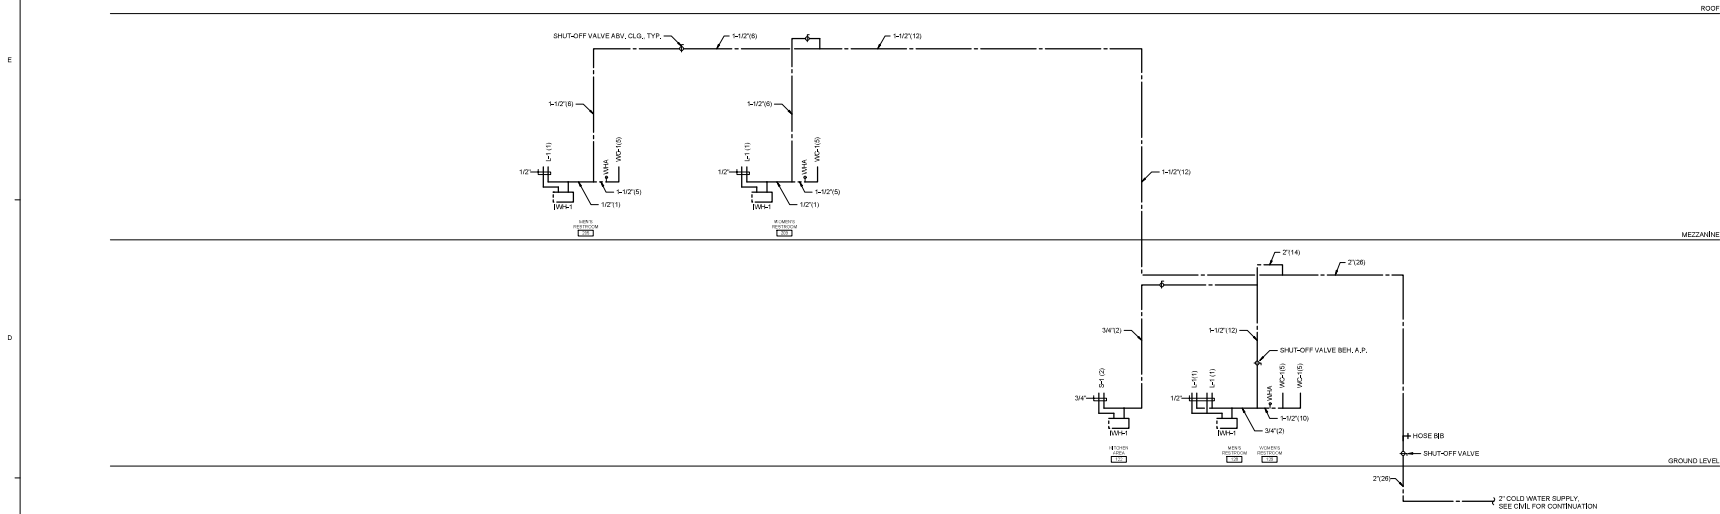 ROOF
SHUT-OFF VALVE ABV. CLG., TYP.
1-1/2"(6)
1-1/2"(12)
E
1-1/2"(6)
1-1/2"(6)
L-1 (1)
WHA
WC-1(5)
L-1 (1)
WHA
WC-1(5)
1/2"
1/2"
1-1/2"(12)
1-1/2"(5)
1-1/2"(5)
IWH-1
1/2"(1)
IWH-1
1/2"(1)
MEN'S
RESTROOM
WOMEN'S
RESTROOM
MEZZANINE
2"(14)
2"(26)
D
3/4"(2)
1-1/2"(12)
SHUT-OFF VALVE BEH. A.P.
S-1 (2)
L-1(1)
L-1 (1)
WHA
WC-1(5)
WC-1(5)
3/4"
1/2"
1-1/2"(10)
IWH-1
IWH-1
3/4"(2)
HOSE BIB
KITCHEN
AREA
MEN'S
RESTROOM
WOMEN'S
RESTROOM
SHUT-OFF VALVE
GROUND LEVEL
2"(26)
2" COLD WATER SUPPLY,
SEE CIVIL FOR CONTINUATION